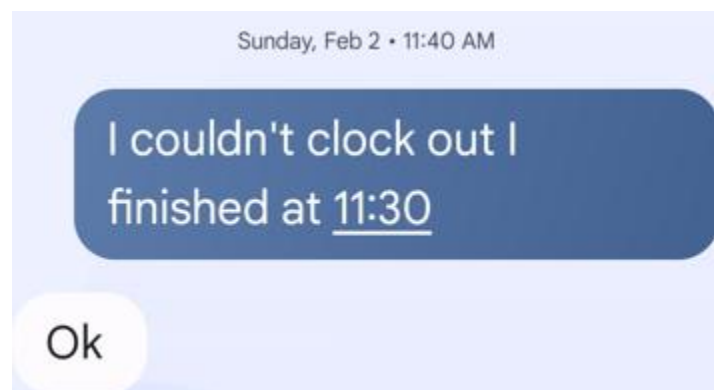 Sunday, Feb 2 • 11:40 AM
I couldn't clock out I
finished at 11:30
Ok